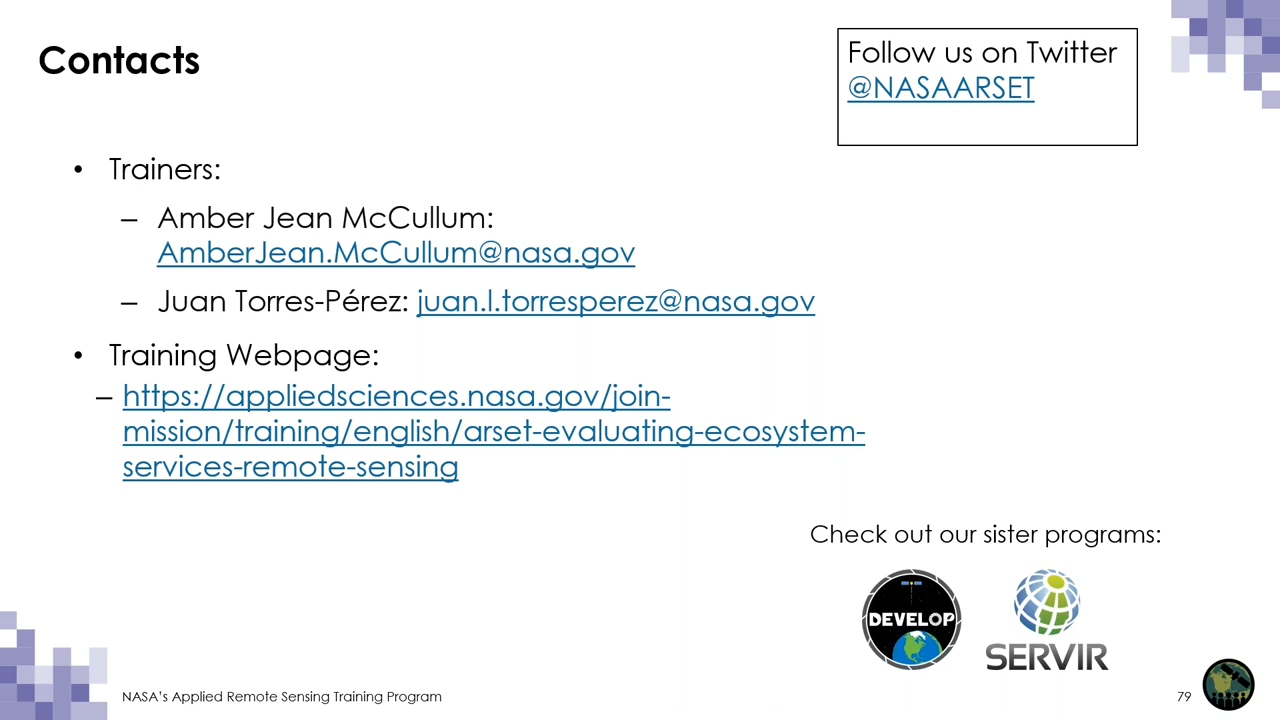 Contacts
Follow us on Twitter
@NASAARSET
• Trainers:
– Amber Jean McCullum:
AmberJean.McCullum@nasa.gov
– Juan Torres-Pérez: juan.l.torresperez@nasa.gov
• Training Webpage:
– https://appliedsciences.nasa.gov/join-
mission/training/english/arset-evaluating-ecosystem-
services-remote-sensing
Check out our sister programs:
DEVELOP
SERVIR
NASA's Applied Remote Sensing Training Program
79